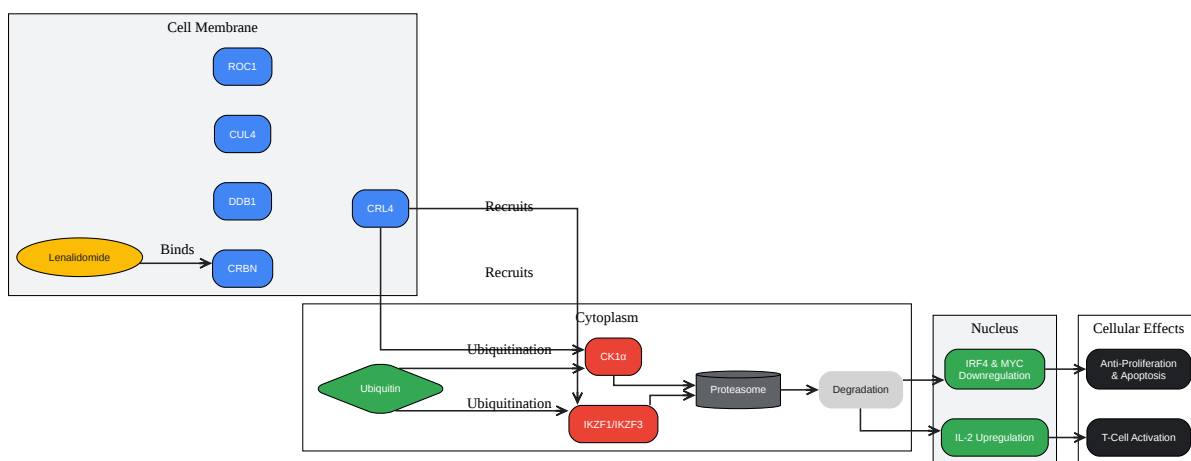 Cell Membrane
ROC1
CUL4
DDB1
CRL4
Recruits
Lenalidomide
Binds
CRBN
Recruits
Cytoplasm
Nucleus
Cellular Effects
Ubiquitination
CK1α
IRF4 & MYC
Downregulation
Anti-Proliferation
& Apoptosis
Ubiquitin
Proteasome
Degradation
Ubiquitination
IKZF1/IKZF3
IL-2 Upregulation
T-Cell Activation